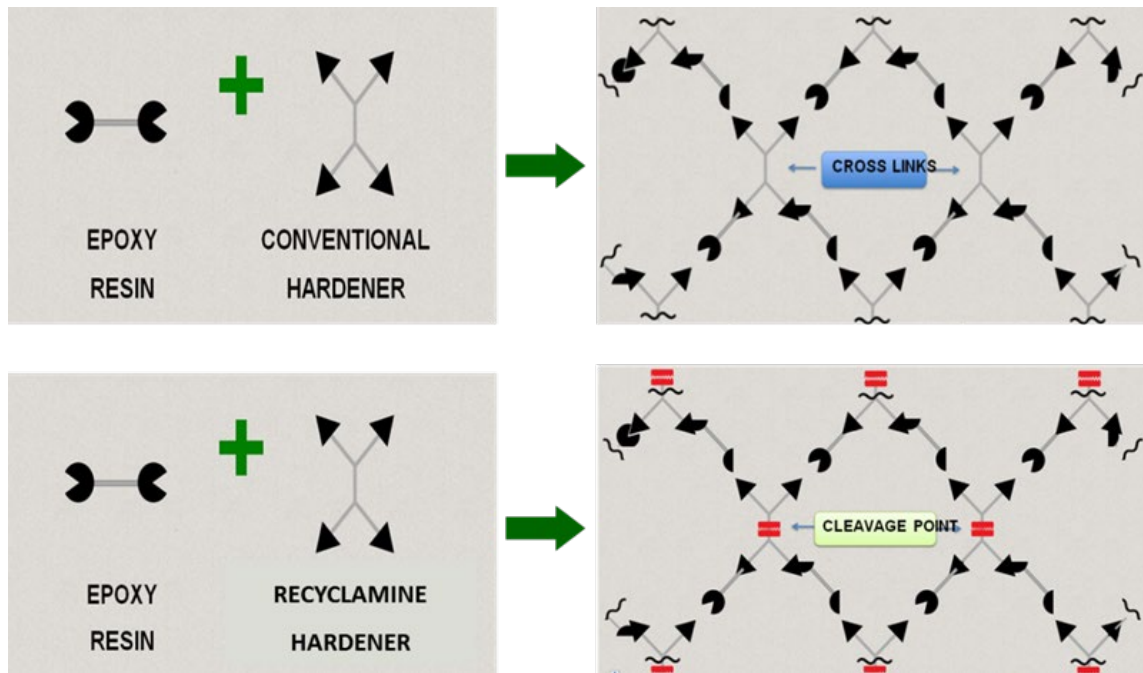 EPOXY
RESIN
CONVENTIONAL
HARDENER
CROSS LINKS
EPOXY
RESIN
RECYCLAMINE
HARDENER
CLEAVAGE POINT